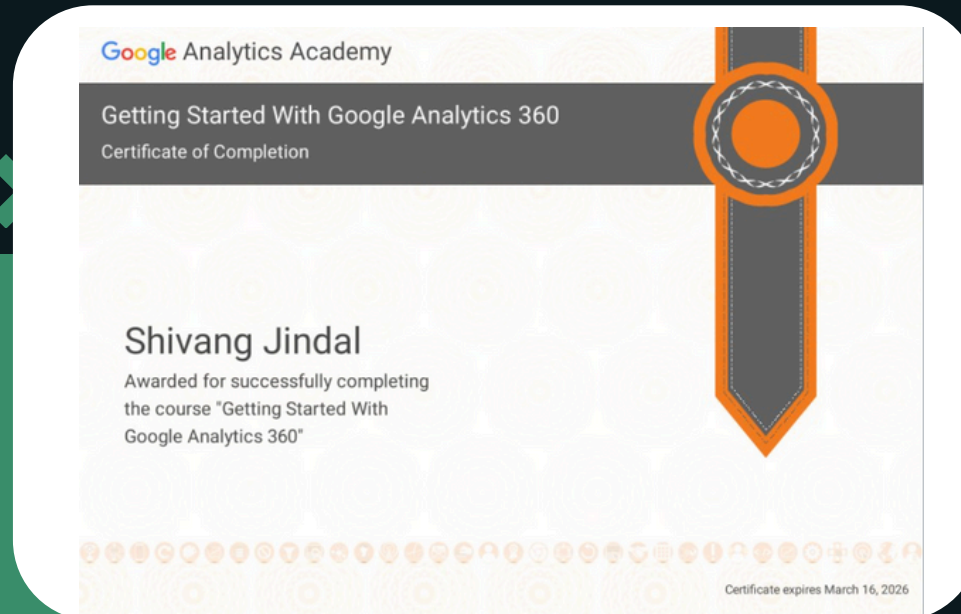 Google Analytics Academy
Getting Started With Google Analytics 360
Certificate of Completion
Shivang Jindal
Awarded for successfully completing
the course "Getting Started With
Google Analytics 360"
Certificate expires March 16, 2026